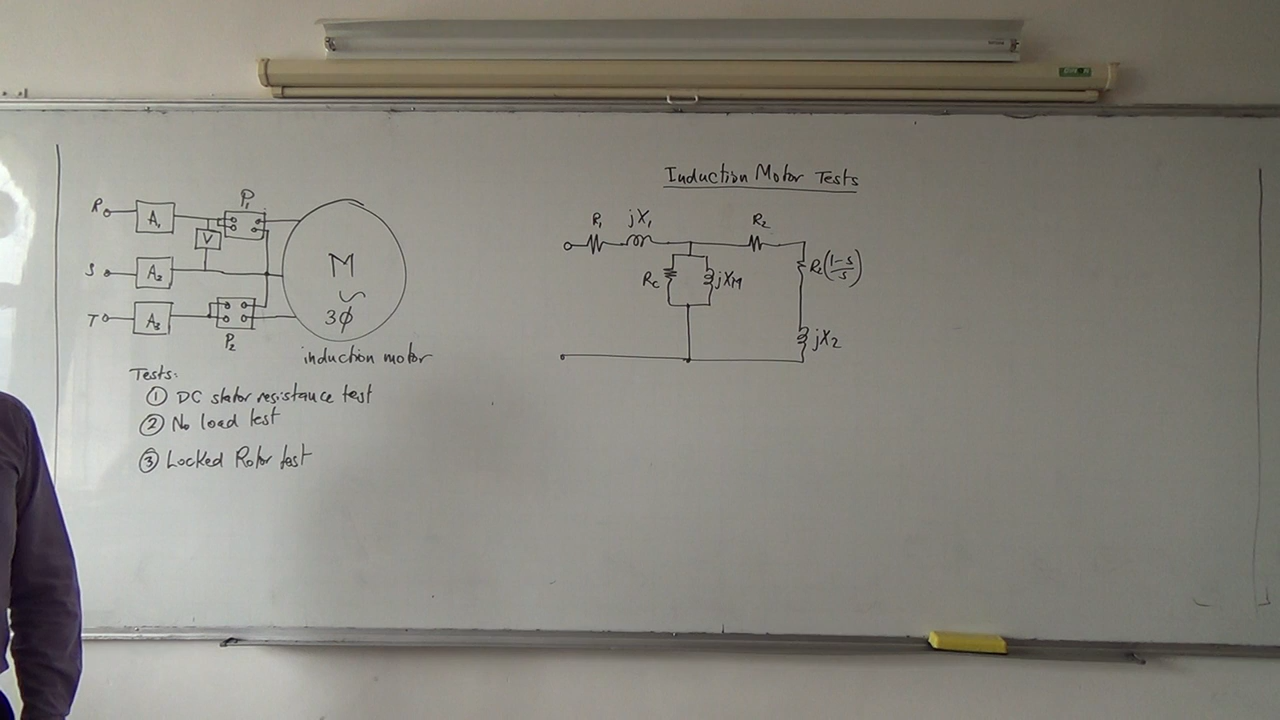 Induction Motor Tests
R
A1
P1
V
S
A2
T
A3
P2
M
3ϕ
induction motor
Tests:
① DC stator resistance test
② No load test
③ Locked Rotor test
R1
jX1
R2
RC
jXM
R2(1-s/s)
jX2